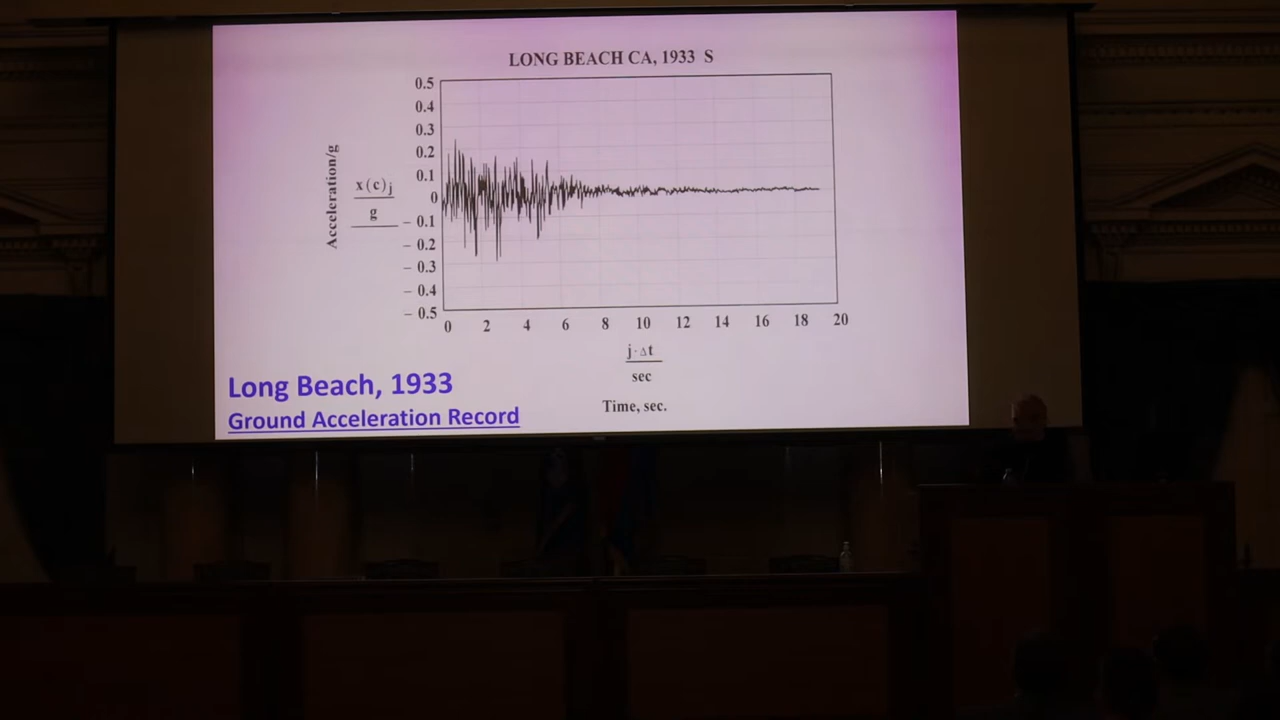 LONG BEACH CA, 1933 S
0.5
0.4
0.3
0.2
0.1
0
– 0.1
– 0.2
– 0.3
– 0.4
– 0.5
Acceleration/g
x(c)j
g
0 2 4 6 8 10 12 14 16 18 20
j·Δt
sec
Time, sec.
Long Beach, 1933
Ground Acceleration Record